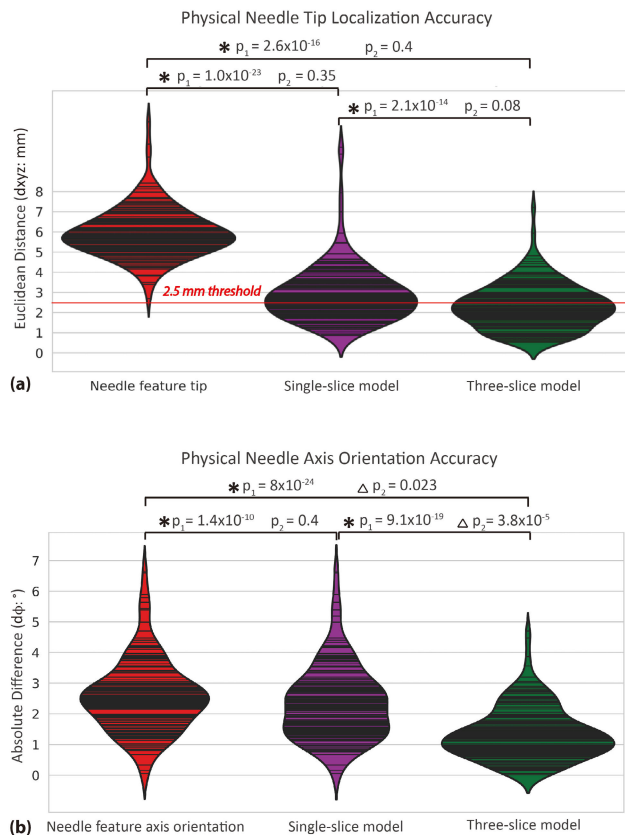 Physical Needle Tip Localization Accuracy
* p1 = 2.6x10-16 p2 = 0.4
* p1 = 1.0x10-23 p2 = 0.35
* p1 = 2.1x10-14 p2 = 0.08
Euclidean Distance (dxyz: mm)
8
7
6
5
4
3
2
1
0
2.5 mm threshold
(a)
Needle feature tip Single-slice model Three-slice model
Physical Needle Axis Orientation Accuracy
* p1 = 8x10-24 △ p2 = 0.023
* p1 = 1.4x10-10 p2 = 0.4 * p1 = 9.1x10-19 △ p2 = 3.8x10-5
Absolute Difference (dϕ: °)
7
6
5
4
3
2
1
0
(b)
Needle feature axis orientation Single-slice model Three-slice model